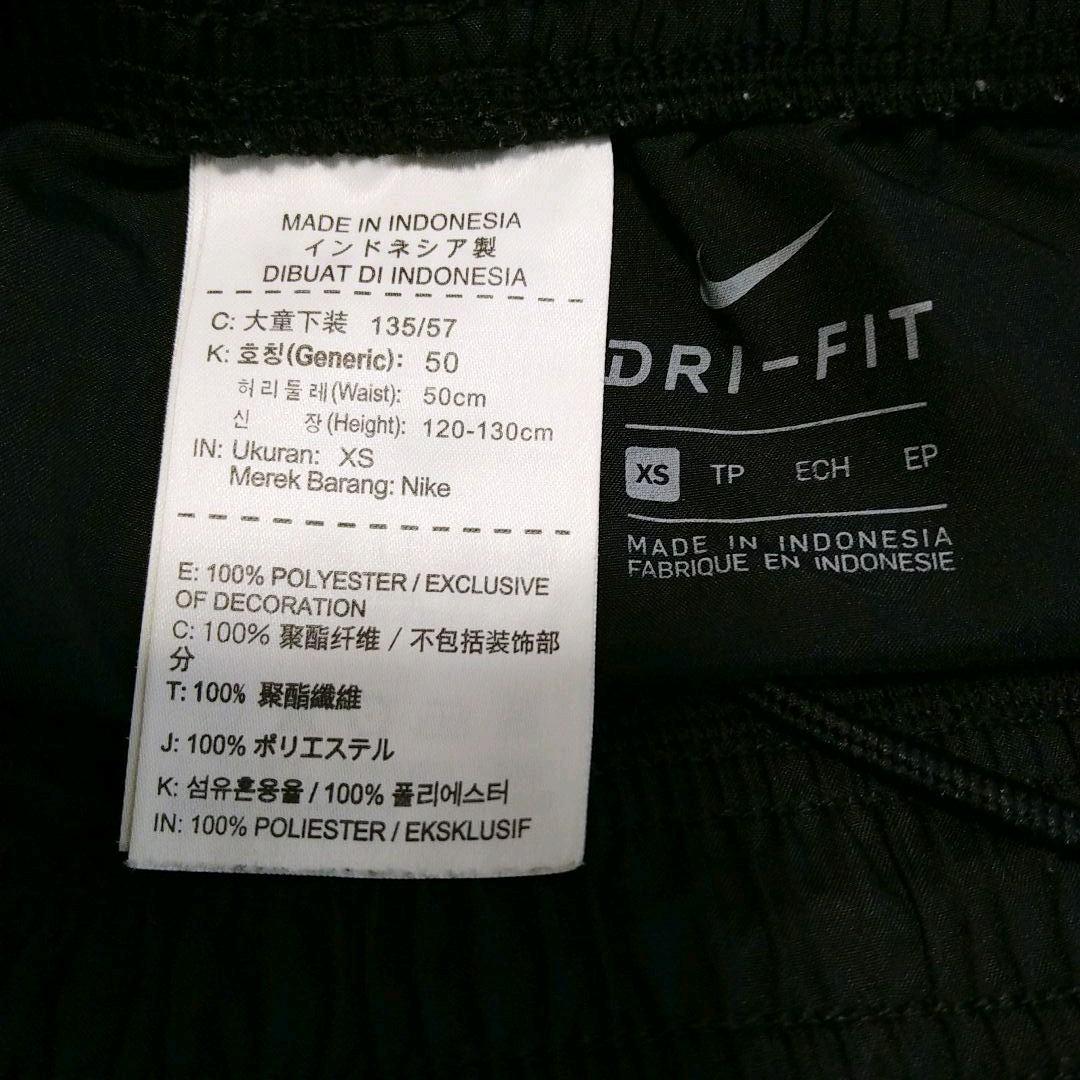 MADE IN INDONESIA
インドネシア製
DIBUAT DI INDONESIA
C: 大童下装 135/57
K: 호칭(Generic): 50
허리둘레(Waist): 50cm
신 장(Height): 120-130cm
IN: Ukuran: XS
Merek Barang: Nike
E: 100% POLYESTER / EXCLUSIVE
OF DECORATION
C: 100% 聚酯纤维 / 不包括装饰部
分
T: 100% 聚酯纖維
J: 100% ポリエステル
K: 섬유혼용율 / 100% 폴리에스터
IN: 100% POLIESTER / EKSKLUSIF
DRI-FIT
XS TP ECH EP
MADE IN INDONESIA
FABRIQUE EN INDONESIE